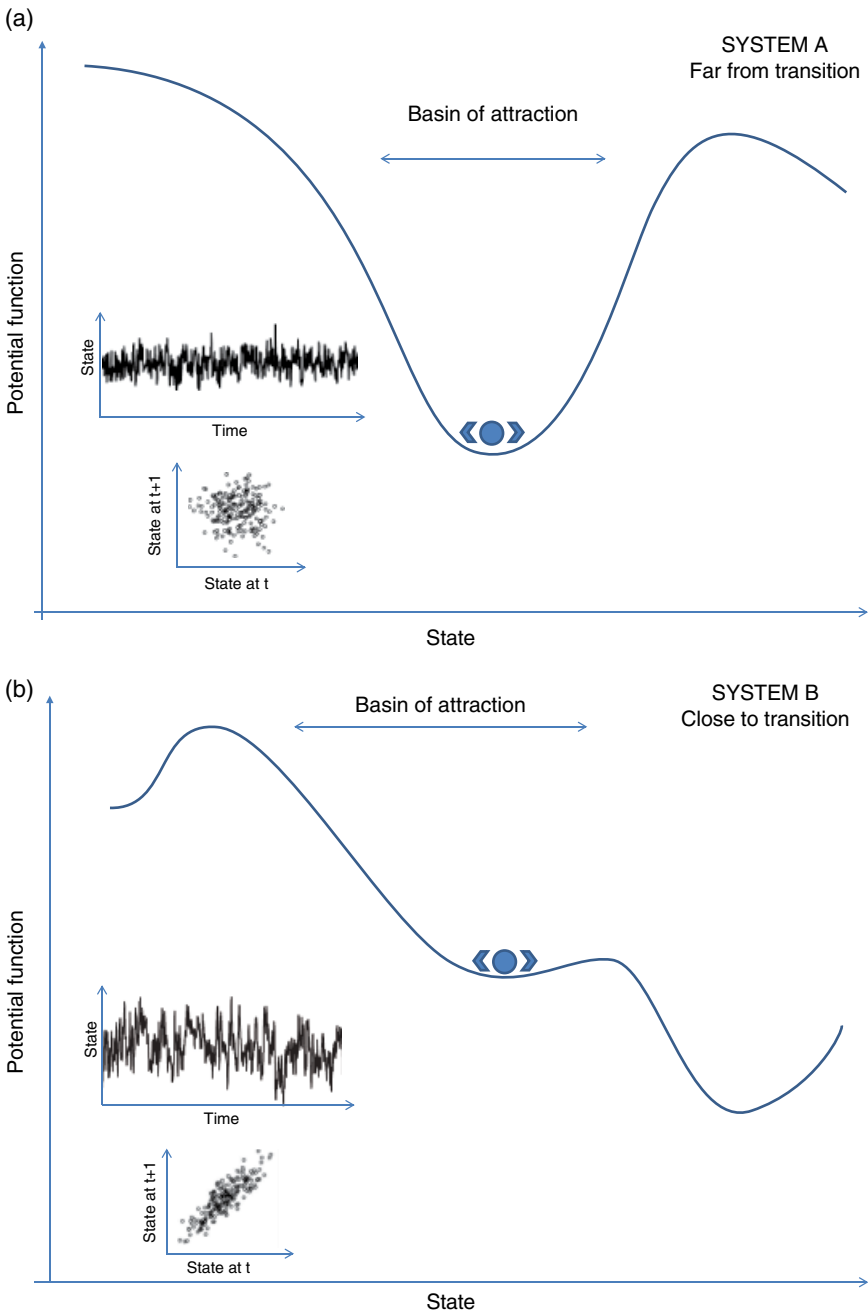 (a)
SYSTEM A
Far from transition
Basin of attraction
Potential function
State
Time
State at t+1
State at t
State
(b)
SYSTEM B
Close to transition
Basin of attraction
Potential function
State
Time
State at t+1
State at t
State